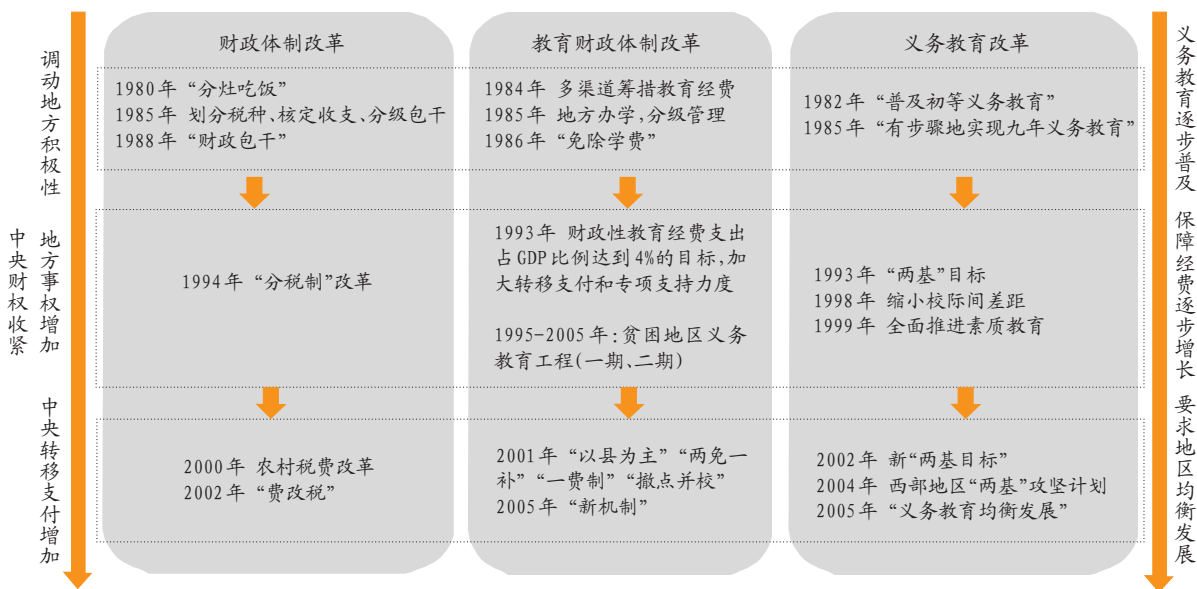 调动地方积极性
中央财权收紧
地方事权增加
中央转移支付增加
财政体制改革
1980年 “分灶吃饭”
1985年 划分税种、核定收支、分级包干
1988年 “财政包干”
1994年 “分税制”改革
2000年 农村税费改革
2002年 “费改税”
教育财政体制改革
1984年 多渠道筹措教育经费
1985年 地方办学,分级管理
1986年 “免除学费”
1993年 财政性教育经费支出
占GDP比例达到4%的目标,加
大转移支付和专项支持力度
1995-2005年:贫困地区义务
教育工程(一期、二期)
2001年 “以县为主”“两免一
补”“一费制”“撤点并校”
2005年 “新机制”
义务教育改革
1982年“普及初等义务教育”
1985年“有步骤地实现九年义务教育”
1993年 “两基”目标
1998年 缩小校际间差距
1999年 全面推进素质教育
2002年 新“两基目标”
2004年 西部地区“两基”攻坚计划
2005年 “义务教育均衡发展”
义务教育逐步普及
保障经费逐步增长
要求地区均衡发展